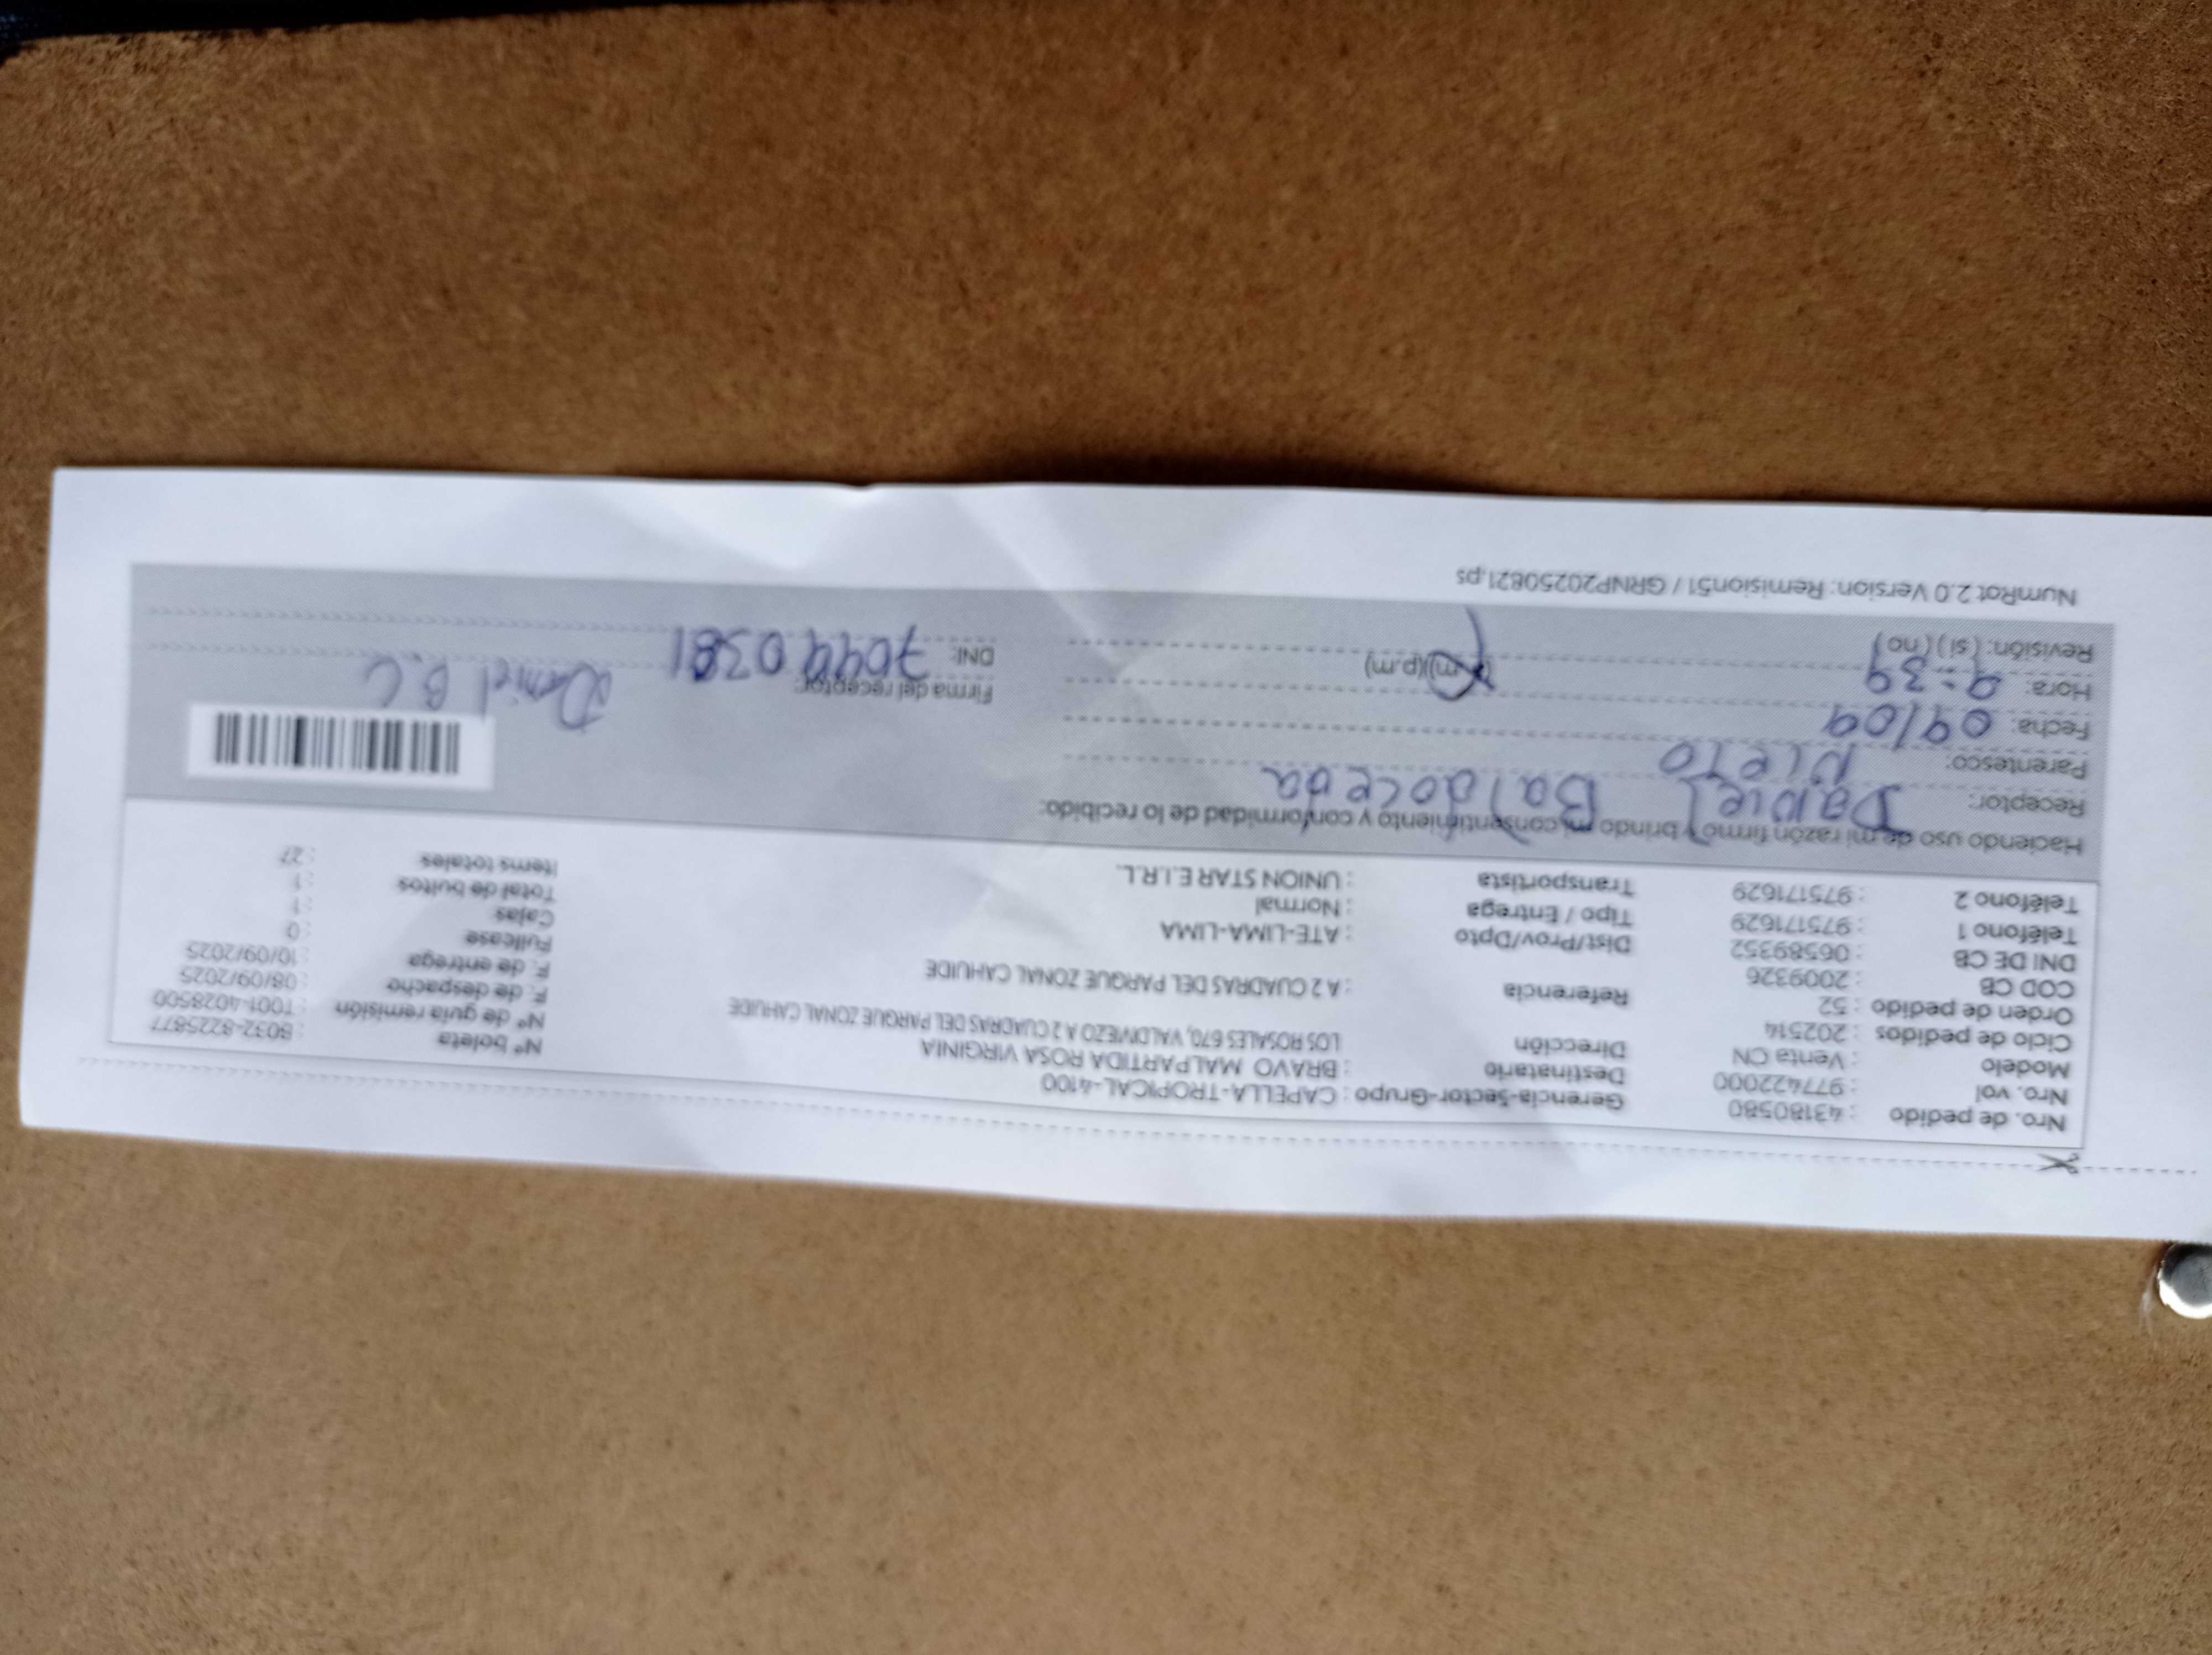 Nro. de pedido : 43180580
Nro. vol : 977422000
Modelo : Venta CN
Ciclo de pedidos : 202514
Orden de pedido : 52
COD CB : 2009326
DNI DE CB : 06589352
Teléfono 1 : 975171629
Teléfono 2 : 975171629
Gerencia-Sector-Grupo : CAPELLA-TROPICAL-4100
Destinatario : BRAVO MALPARTIDA ROSA VIRGINIA
Dirección LOS ROSALES 670, VALDIVIEZO A 2 CUADRAS DEL PARQUE ZONAL CAHUIDE
Referencia : A 2 CUADRAS DEL PARQUE ZONAL CAHUIDE
Dist/Prov/Dpto : ATE-LIMA-LIMA
Tipo / Entrega : Normal
Transportista : UNION STAR E.I.R.L.
Nº boleta : B032-8225877
Nº de guía remisión : T001-4028500
F. de despacho : 08/09/2025
F. de entrega : 10/09/2025
Fullcase : 0
Cajas : 1
Total de bultos : 1
Items totales : 27
Haciendo uso de mi razón firmo y brindo mi consentimiento y conformidad de lo recibido:
Receptor: Daniel Baldoceda
Parentesco: Nieto
Fecha: 09/09
Hora: 9:39 (a.m)(p.m)
Revisión: (si) (no)
Firma del receptor: Daniel B.C
DNI: 70440381
NumRot 2.0 Version: Remision51 / GRNP20250821.ps